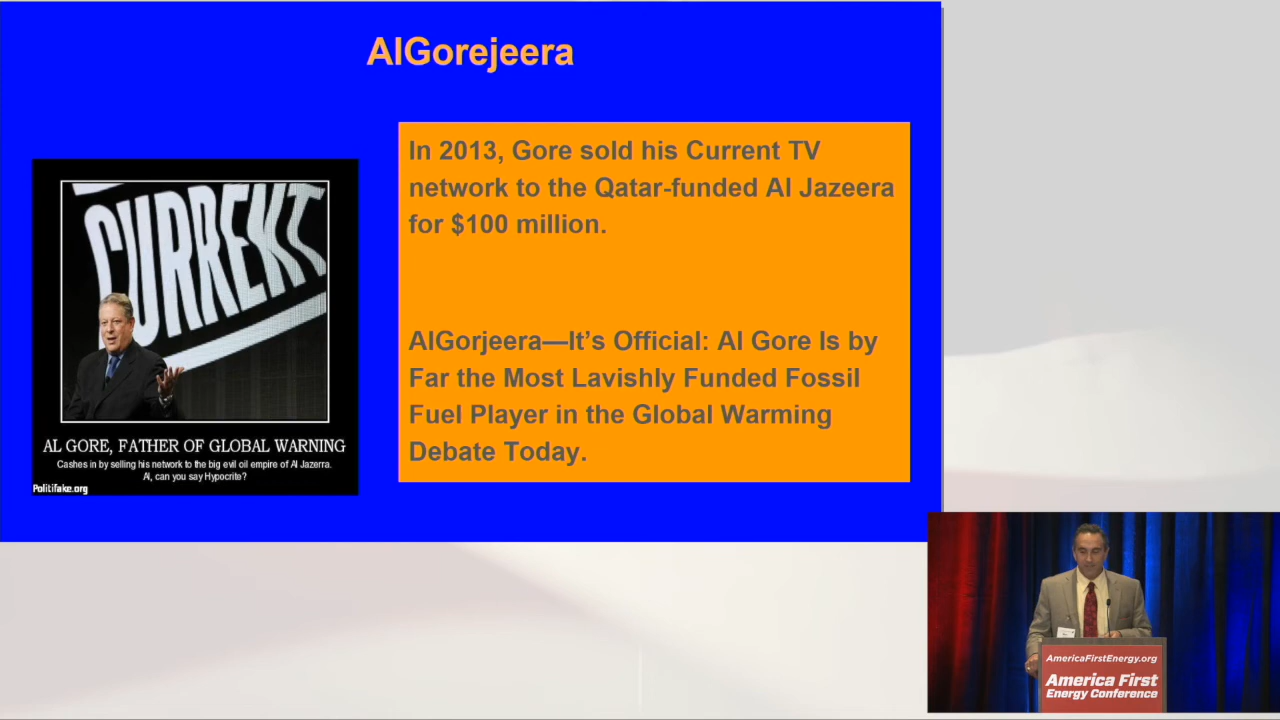 AlGorejeera
In 2013, Gore sold his Current TV
network to the Qatar-funded Al Jazeera
for $100 million.
AlGorjeera—It's Official: Al Gore Is by
Far the Most Lavishly Funded Fossil
Fuel Player in the Global Warming
Debate Today.
CURRENT
AL GORE, FATHER OF GLOBAL WARNING
Cashes in by selling his network to the big evil oil empire of Al Jazerra.
Al, can you say Hypocrite?
Politifake.org
AmericaFirstEnergy.org
America First
Energy Conference